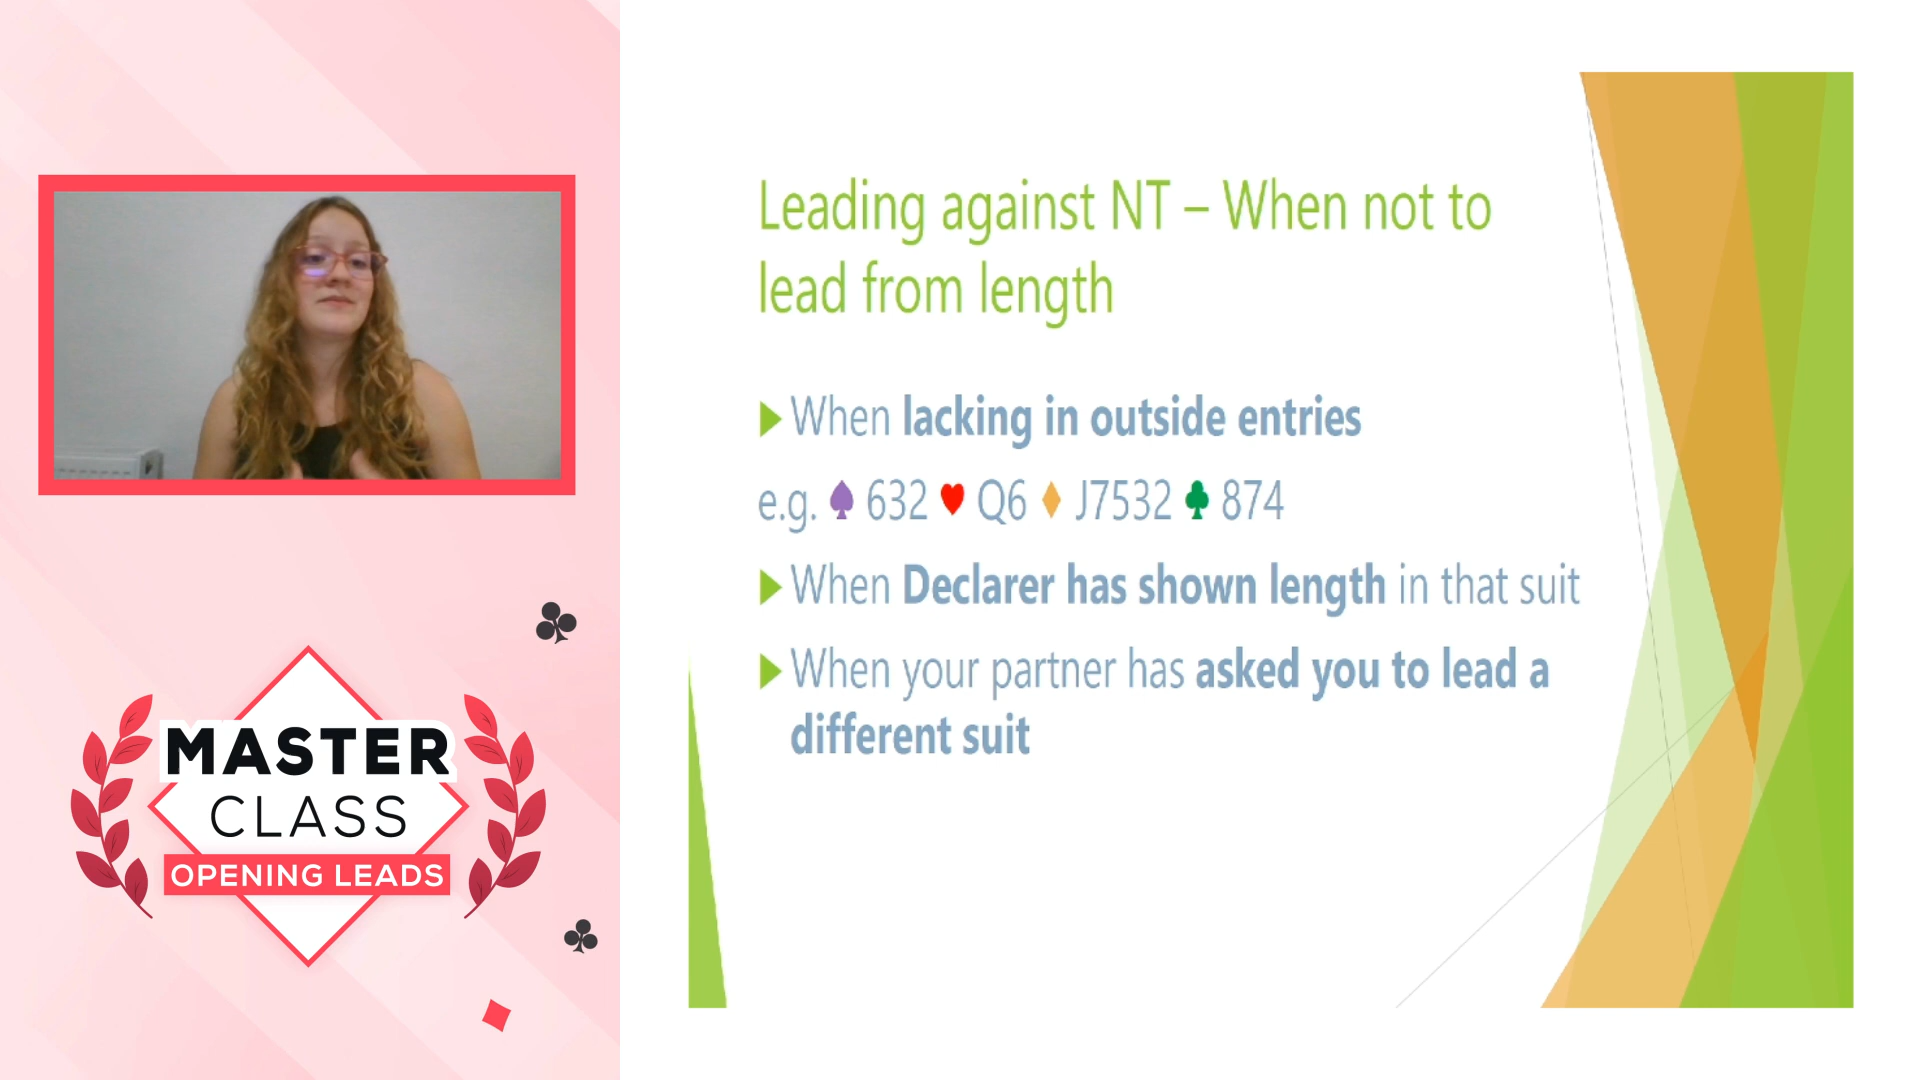 MASTER
CLASS
OPENING LEADS
Leading against NT – When not to
lead from length
When lacking in outside entries
e.g. ♠ 632 ♥ Q6 ♦ J7532 ♣ 874
When Declarer has shown length in that suit
When your partner has asked you to lead a
different suit